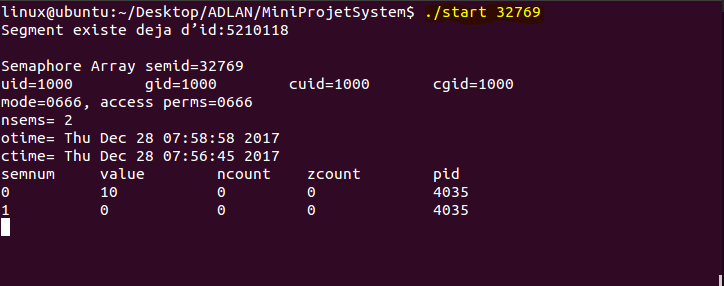 linux@ubuntu:~/Desktop/ADLAN/MiniProjetSystem$ ./start 32769
Segment existe deja d’id:5210118
Semaphore Array semid=32769
uid=1000 gid=1000 cuid=1000 cgid=1000
mode=0666, access perms=0666
nsems= 2
otime= Thu Dec 28 07:58:58 2017
ctime= Thu Dec 28 07:56:45 2017
semnum value ncount zcount pid
0 10 0 0 4035
1 0 0 0 4035